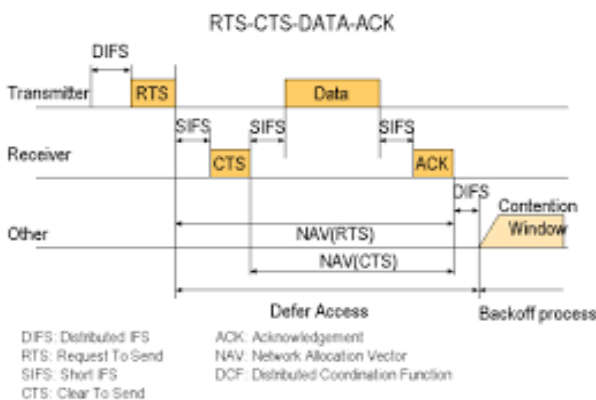 RTS-CTS-DATA-ACK
DIFS
Transmitter
RTS
Data
SIFS
SIFS
SIFS
Receiver
CTS
ACK
DIFS
Contention
Window
Other
NAV(RTS)
NAV(CTS)
Defer Access
Backoff process
DIFS: Distributed IFS
RTS: Request To Send
SIFS: Short IFS
CTS: Clear To Send
ACK: Acknowledgement
NAV: Network Allocation Vector
DCF: Distributed Coordination Function